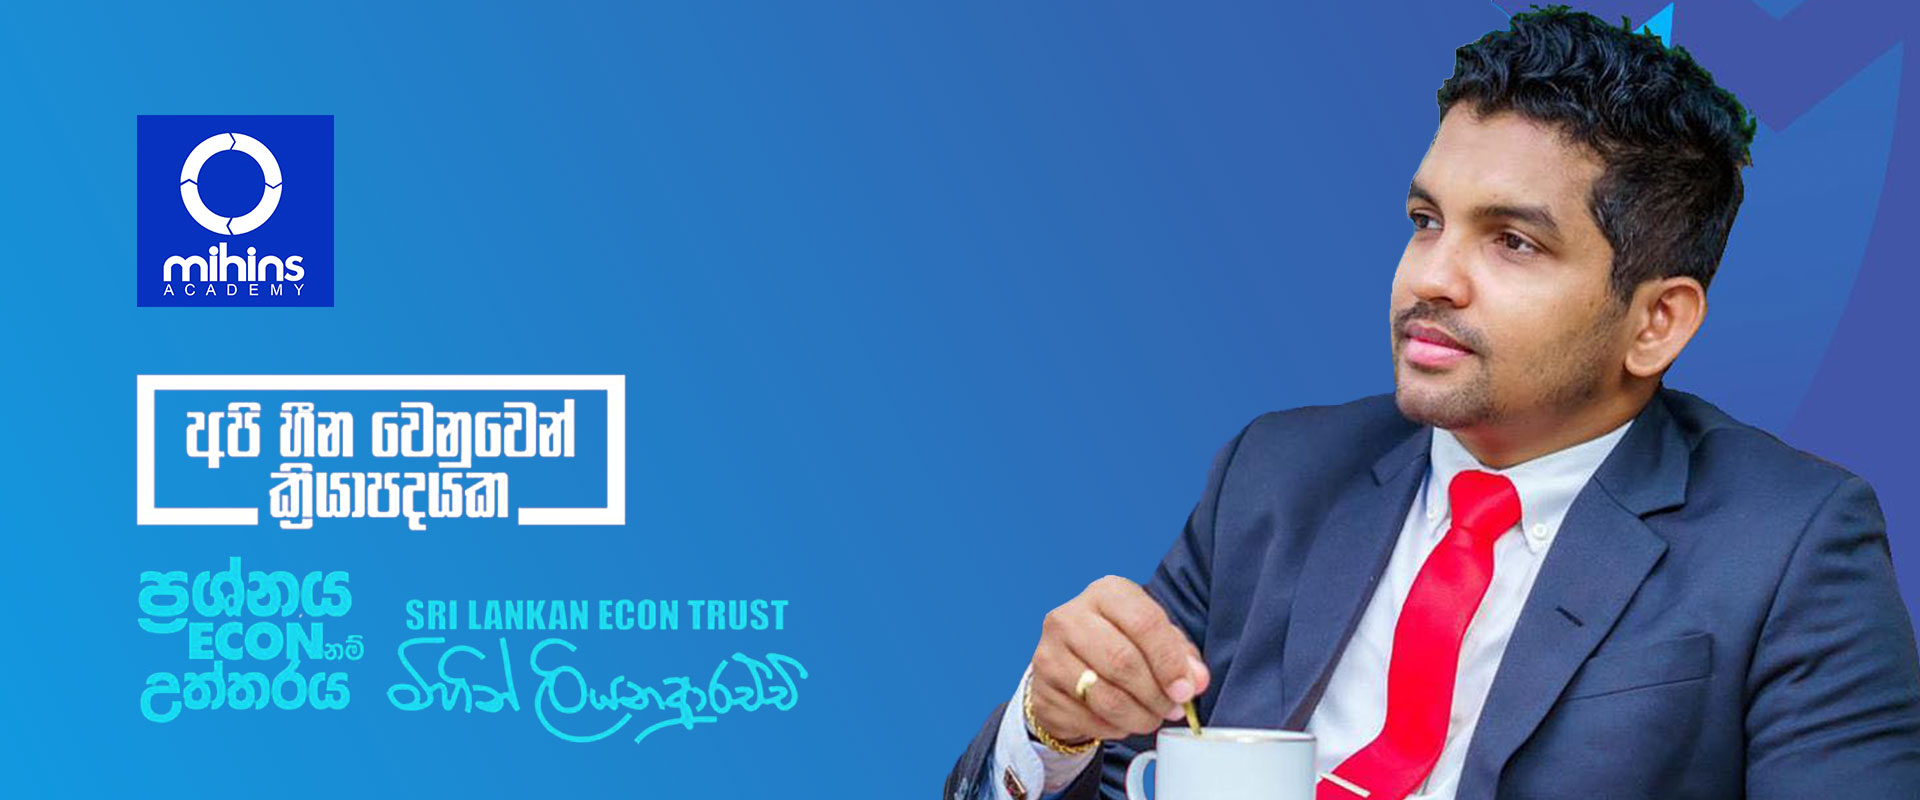 mihins
ACADEMY
අපි හීන වෙනුවෙන්
ක්‍රියාපදයක
ප්‍රශ්නය
ECON නම්
උත්තරය
SRI LANKAN ECON TRUST
මිහින් ලියනආරච්චි